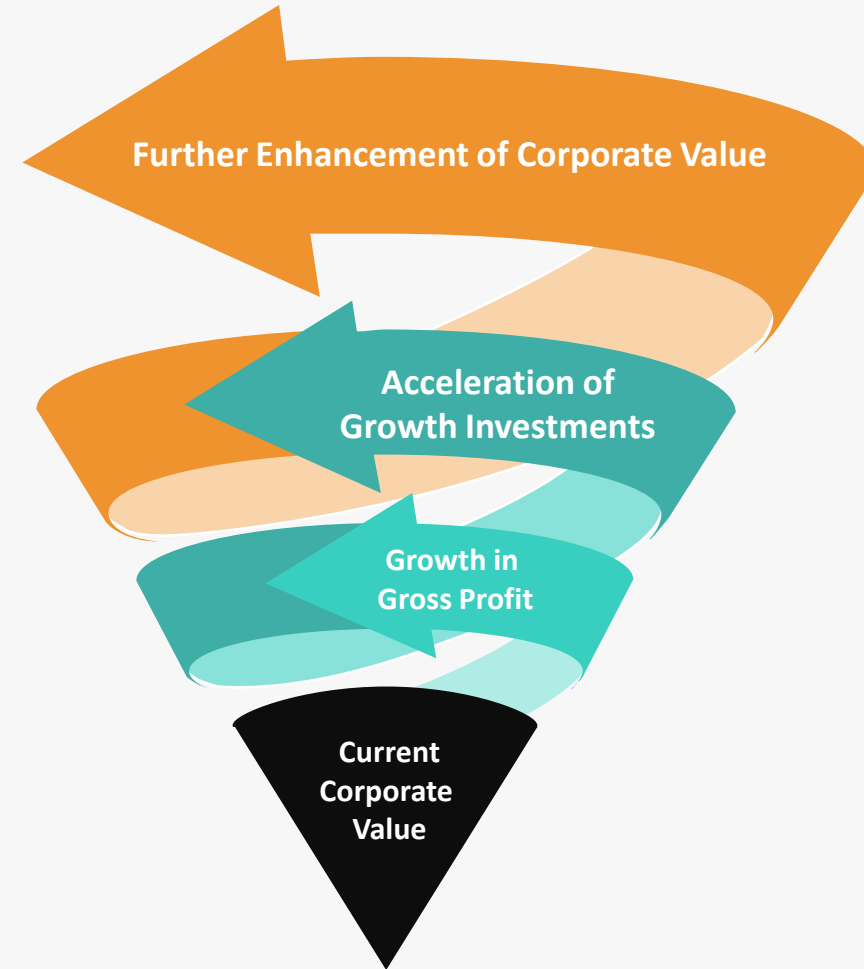 Further Enhancement of Corporate Value
Acceleration of
Growth Investments
Growth in
Gross Profit
Current
Corporate
Value